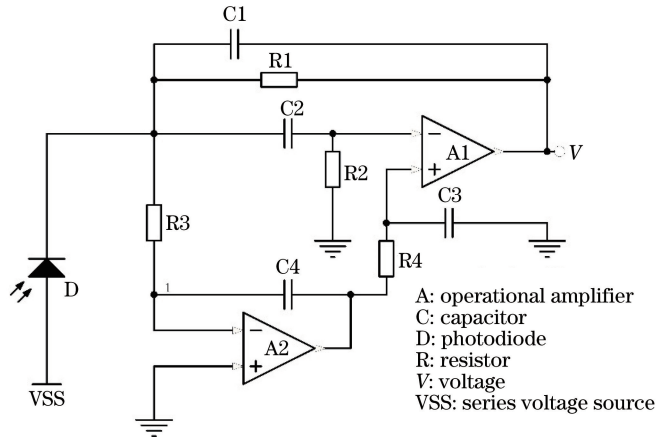 C1
R1
C2
A1
V
R2
C3
R3
R4
D
1
C4
A2
VSS
A: operational amplifier
C: capacitor
D: photodiode
R: resistor
V: voltage
VSS: series voltage source